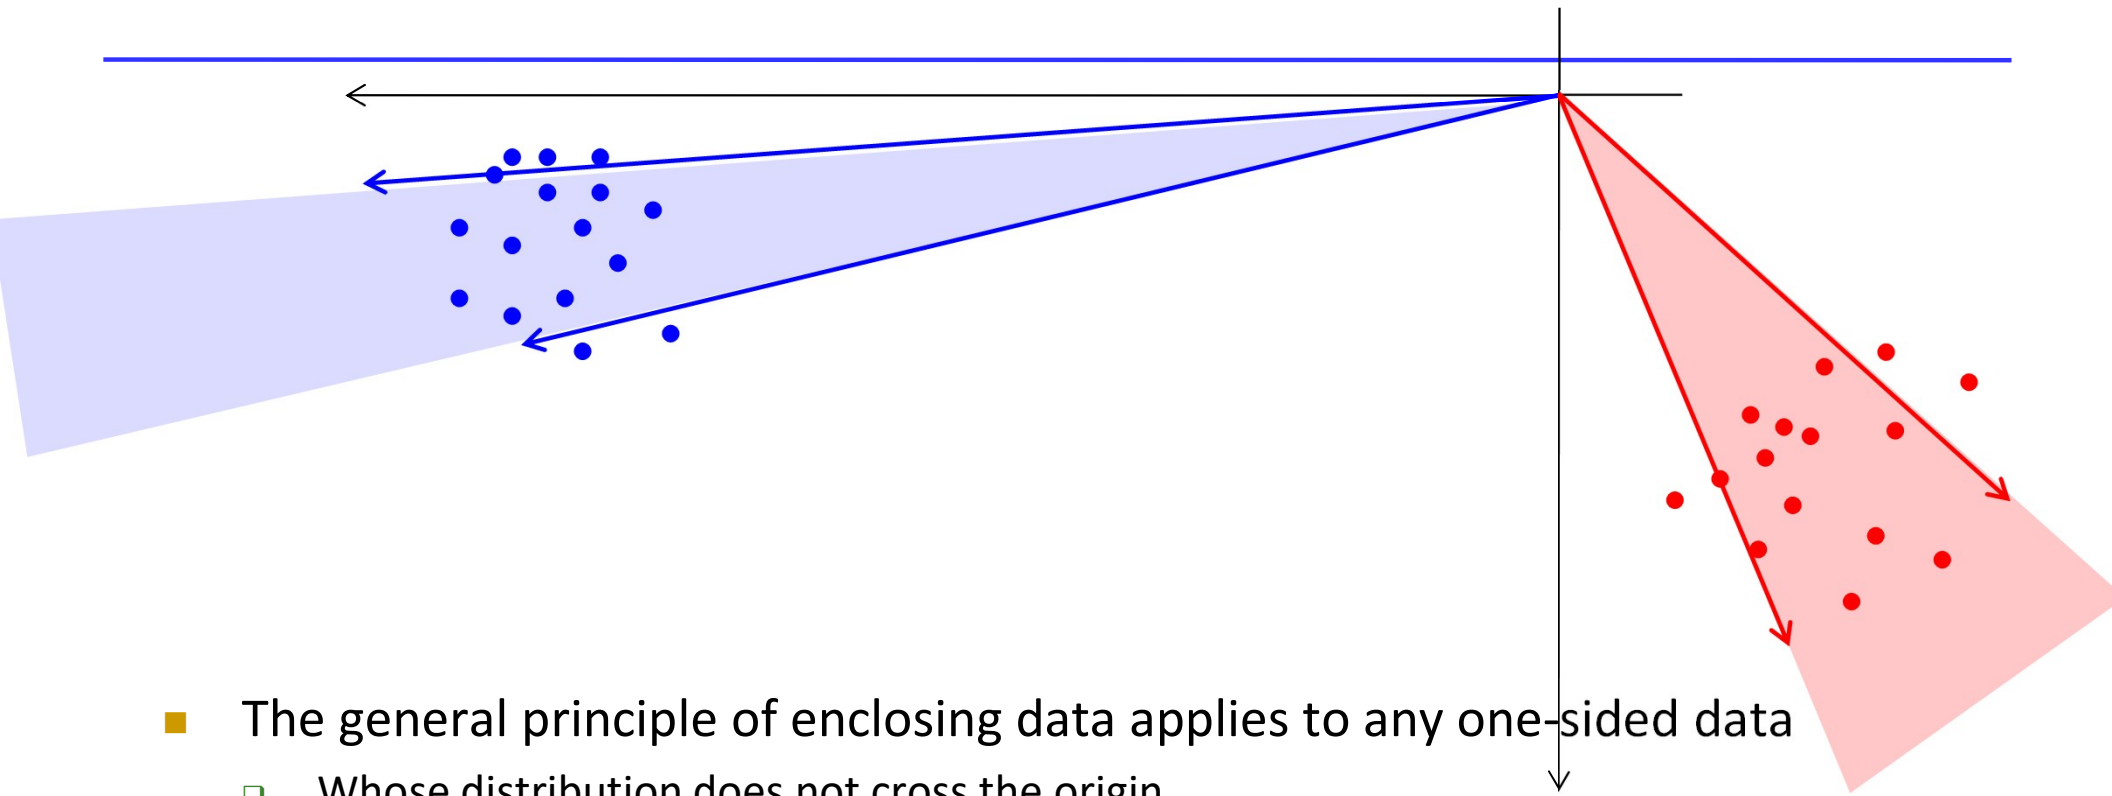 The general principle of enclosing data applies to any one-sided data
Whose distribution does not cross the origin